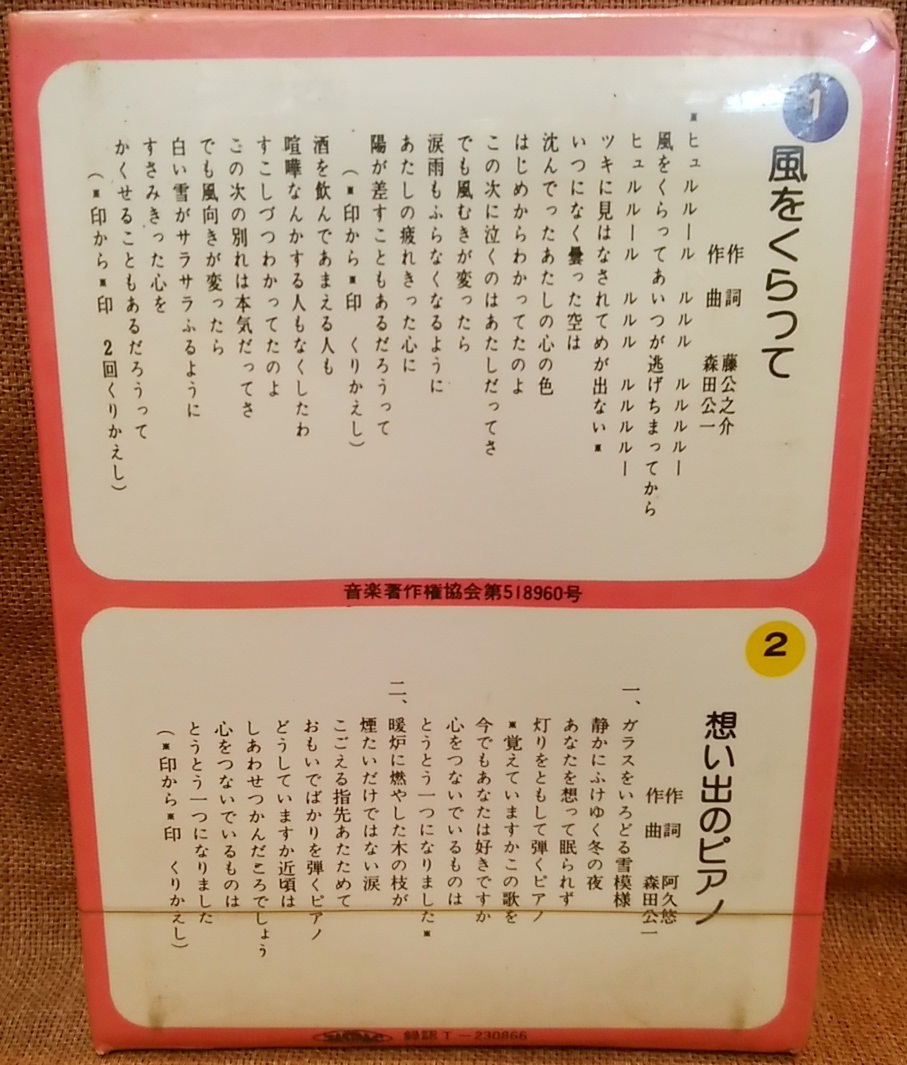 1
風をくらって
作詞 藤公之介
作曲 森田公一
※ヒュルルール ルルル ルルルルー
風をくらってあいつが逃げちまってから
ヒュルルール ルルル ルルルルー
ツキに見はなされてめが出ない※
いつになく曇った空は
沈んでったあたしの心の色
はじめからわかってたのよ
この次に泣くのはあたしだってさ
でも風むきが変ったら
涙雨もふらなくなるように
あたしの疲れきった心に
陽が差すこともあるだろうって
(※印から※印 くりかえし)
酒を飲んであまえる人も
喧嘩なんかする人もなくしたわ
すこしづつわかってたのよ
この次の別れは本気だってさ
でも風向きが変ったら
白い雪がサラサラふるように
すさみきった心を
かくせることもあるだろうって
(※印から※印 2回くりかえし)
音楽著作権協会第518960号
2
想い出のピアノ
作詞 阿久悠
作曲 森田公一
一、ガラスをいろどる雪模様
静かにふけゆく冬の夜
あなたを想って眠られず
灯りをともして弾くピアノ
※覚えていますかこの歌を
今でもあなたは好きですか
心をつないでいるものは
とうとう一つになりました※
二、暖炉に燃やした木の枝が
煙たいだけではない涙
こごえる指先あたためて
おもいでばかりを弾くピアノ
どうしていますか近頃は
しあわせつかんだころでしょう
心をつないでいるものは
とうとう一つになりました
(※印から※印 くりかえし)
録認T-230866